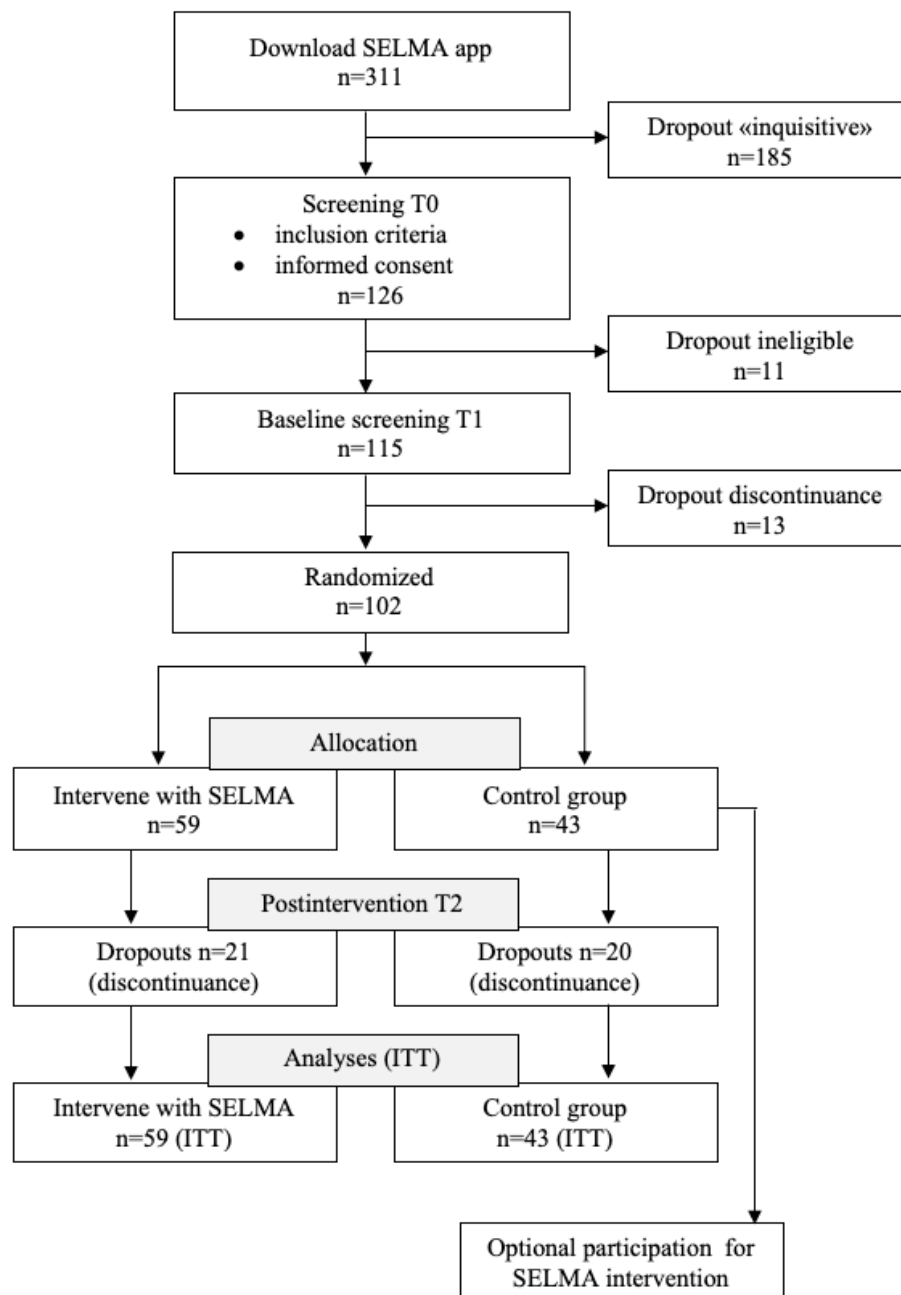 Download SELMA app
n=311
Dropout «inquisitive»
n=185
Screening T0
• inclusion criteria
• informed consent
n=126
Dropout ineligible
n=11
Baseline screening T1
n=115
Dropout discontinuance
n=13
Randomized
n=102
Allocation
Intervene with SELMA
n=59
Control group
n=43
Postintervention T2
Dropouts n=21
(discontinuance)
Dropouts n=20
(discontinuance)
Analyses (ITT)
Intervene with SELMA
n=59 (ITT)
Control group
n=43 (ITT)
Optional participation for
SELMA intervention